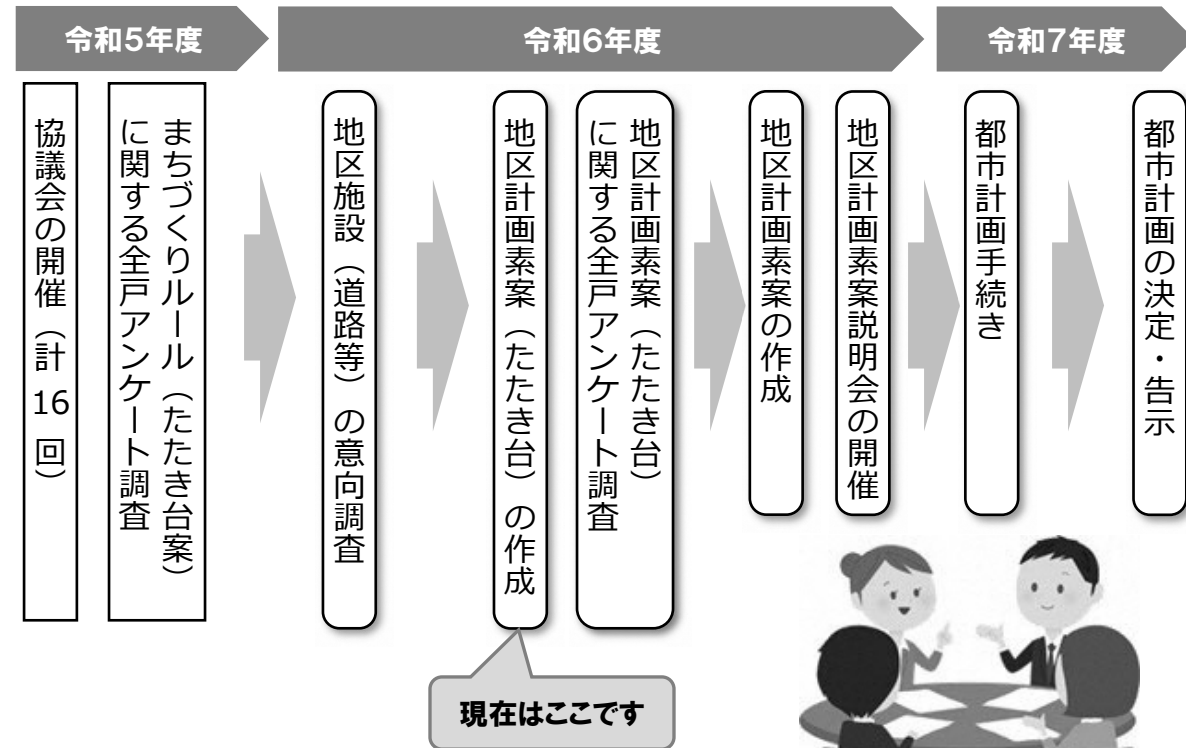 令和5年度
令和6年度
令和7年度
協議会の開催（計16回）
まちづくりルール（たたき台案）
に関する全戸アンケート調査
地区施設（道路等）の意向調査
地区計画素案（たたき台）の作成
地区計画素案（たたき台）
に関する全戸アンケート調査
地区計画素案の作成
地区計画素案説明会の開催
都市計画手続き
都市計画の決定・告示
現在はここです